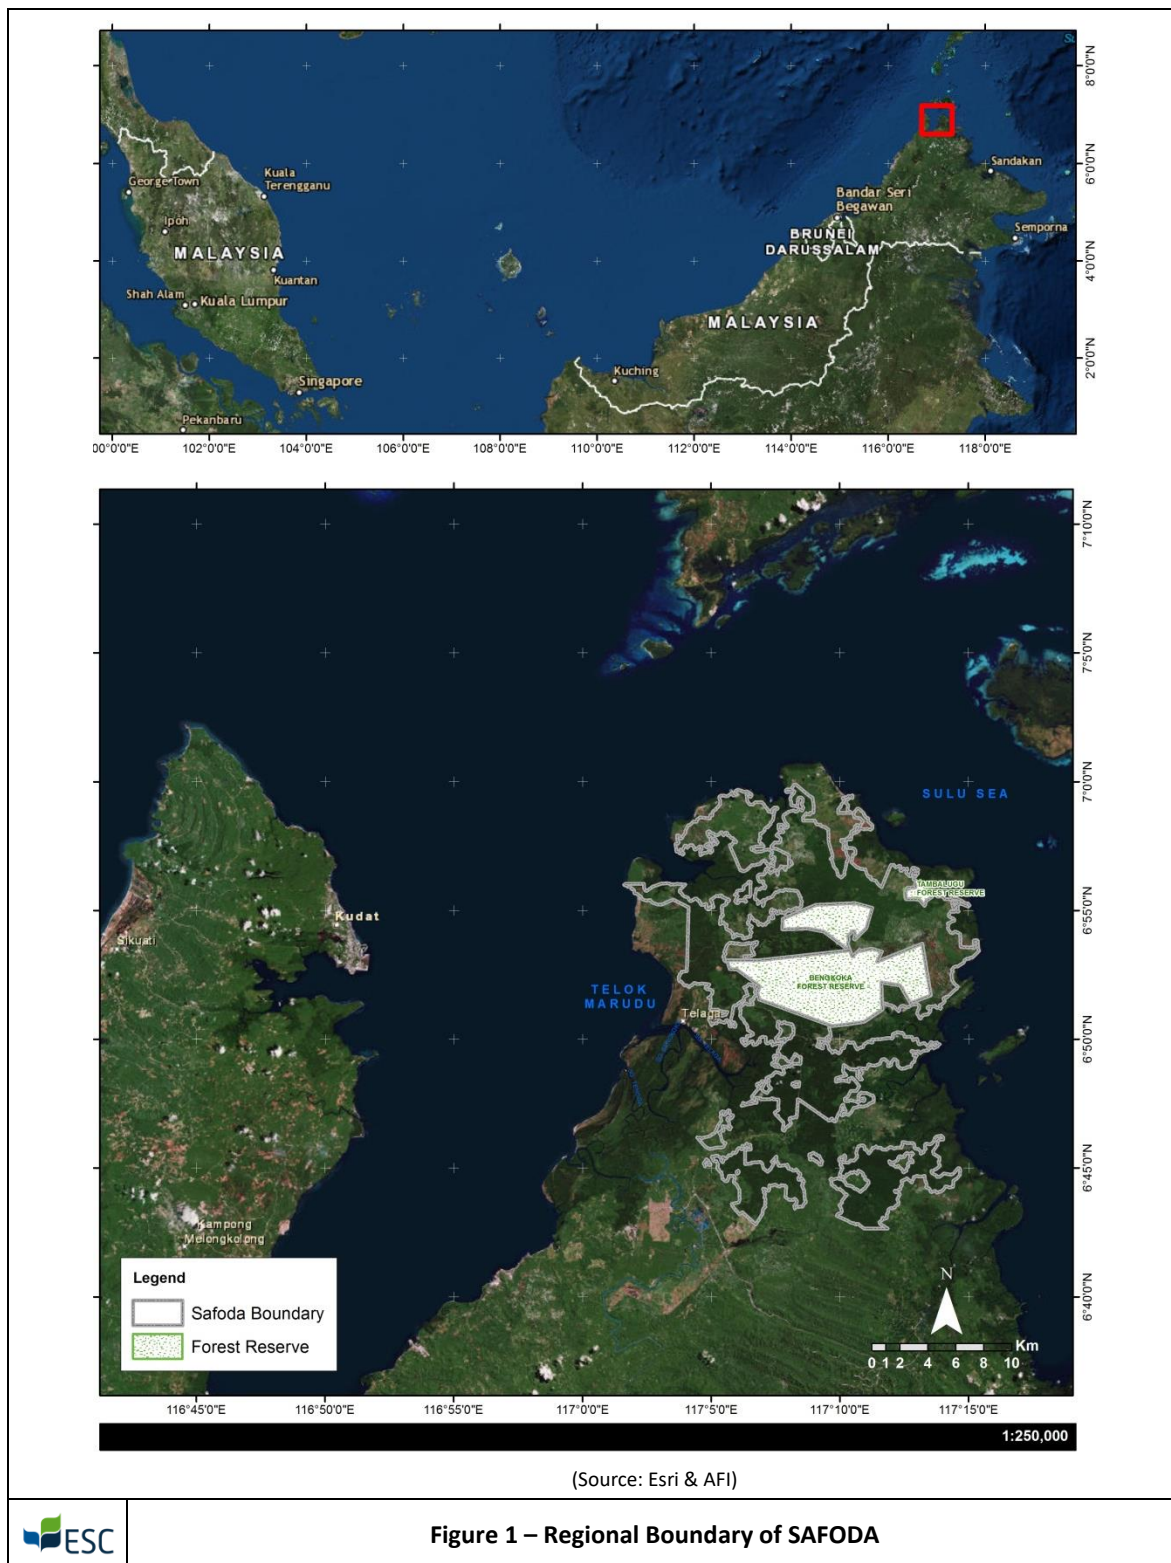 8°0'0"N
6°0'0"N
4°0'0"N
2°0'0"N
George Town
Kuala
Terengganu
Ipoh
MALAYSIA
Kuantan
Shah Alam
Kuala Lumpur
Singapore
Pekanbaru
Sandakan
Bandar Seri
Begawan
Semporna
BRUNEI
DARUSSALAM
MALAYSIA
Kuching
00°0'0"E 102°0'0"E 104°0'0"E 106°0'0"E 108°0'0"E 110°0'0"E 112°0'0"E 114°0'0"E 116°0'0"E 118°0'0"E
7°10'0"N
7°5'0"N
7°0'0"N
6°55'0"N
6°50'0"N
6°45'0"N
6°40'0"N
SULU SEA
TAMBALUGU
FOREST RESERVE
Kudat
Sikuati
BENGKOKA
FOREST RESERVE
TELOK
MARUDU
Telaga
Kampong
Melongkolong
Legend
Safoda Boundary
Forest Reserve
N
Km
0 1 2 4 6 8 10
116°45'0"E 116°50'0"E 116°55'0"E 117°0'0"E 117°5'0"E 117°10'0"E 117°15'0"E
1:250,000
(Source: Esri & AFI)
ESC
Figure 1 – Regional Boundary of SAFODA